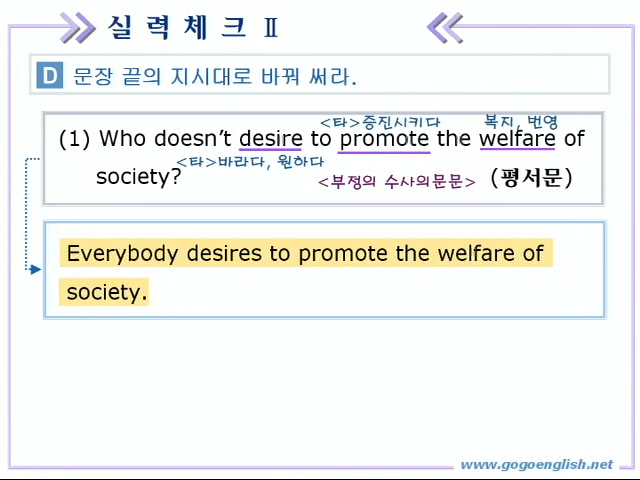 실 력 체 크 Ⅱ
D 문장 끝의 지시대로 바꿔 써라.
<타>증진시키다 복지, 번영
(1) Who doesn't desire to promote the welfare of
<타>바라다, 원하다
society? <부정의 수사의문문> (평서문)
Everybody desires to promote the welfare of
society.
www.gogoenglish.net